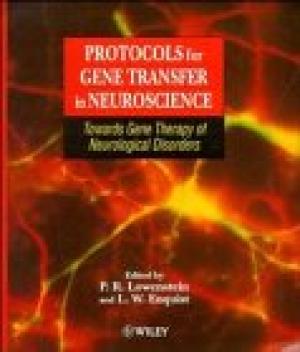 PROTOCOLS for
GENE TRANSFER
in NEUROSCIENCE
Towards Gene Therapy of
Neurological Disorders
Edited by
P. R. Lowenstein
and L. W. Enquist
WILEY